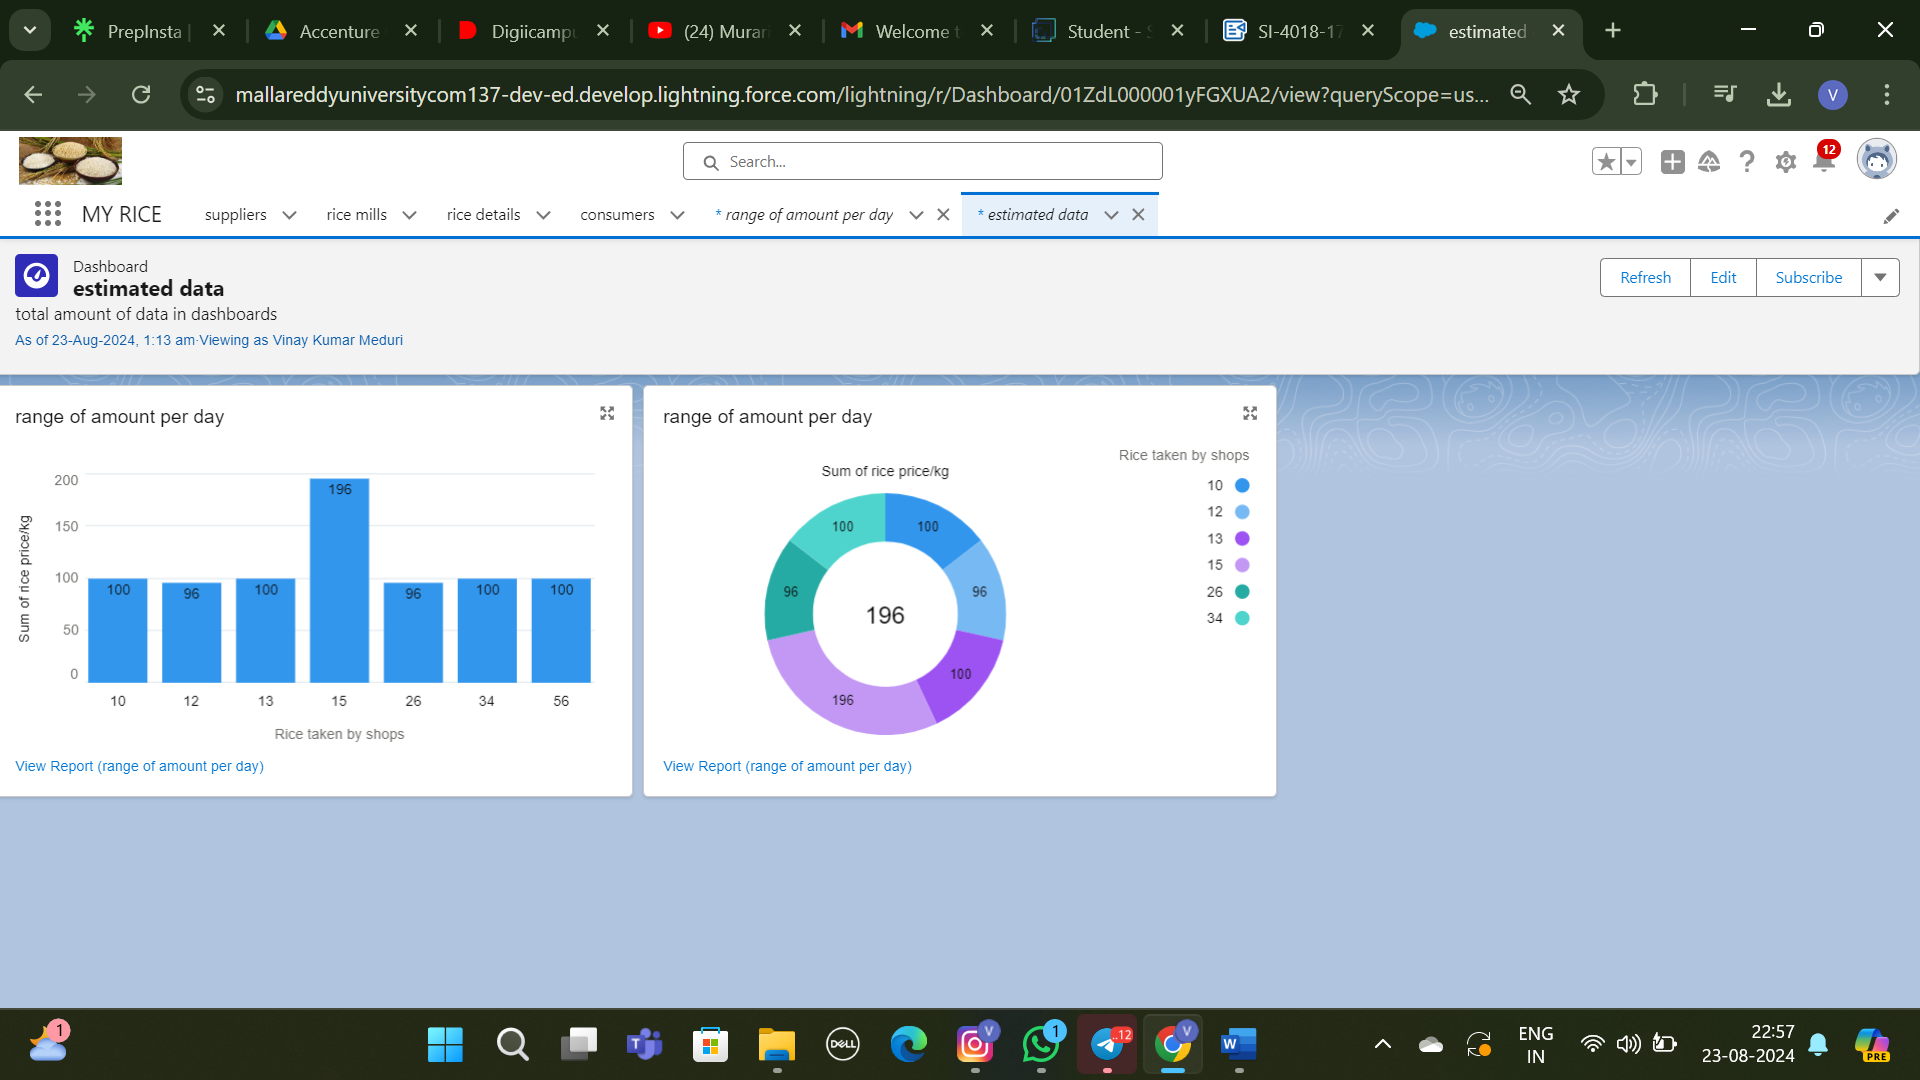 PrepInsta
Accenture
Digiicampu
(24) Murari
Welcome t
Student - S
SI-4018-17
estimated
mallareddyuniversitycom137-dev-ed.develop.lightning.force.com/lightning/r/Dashboard/01ZdL000001yFGXUA2/view?queryScope=us...
V
Search...
12
MY RICE
suppliers
rice mills
rice details
consumers
* range of amount per day
* estimated data
Dashboard
estimated data
total amount of data in dashboards
As of 23-Aug-2024, 1:13 am·Viewing as Vinay Kumar Meduri
Refresh
Edit
Subscribe
range of amount per day
Sum of rice price/kg
200
150
100
50
0
100
96
100
196
96
100
100
10
12
13
15
26
34
56
Rice taken by shops
View Report (range of amount per day)
range of amount per day
Sum of rice price/kg
100
100
96
96
196
100
196
Rice taken by shops
10
12
13
15
26
34
View Report (range of amount per day)
1
DELL
V
1
..12
V
W
ENG
IN
22:57
23-08-2024
PRE